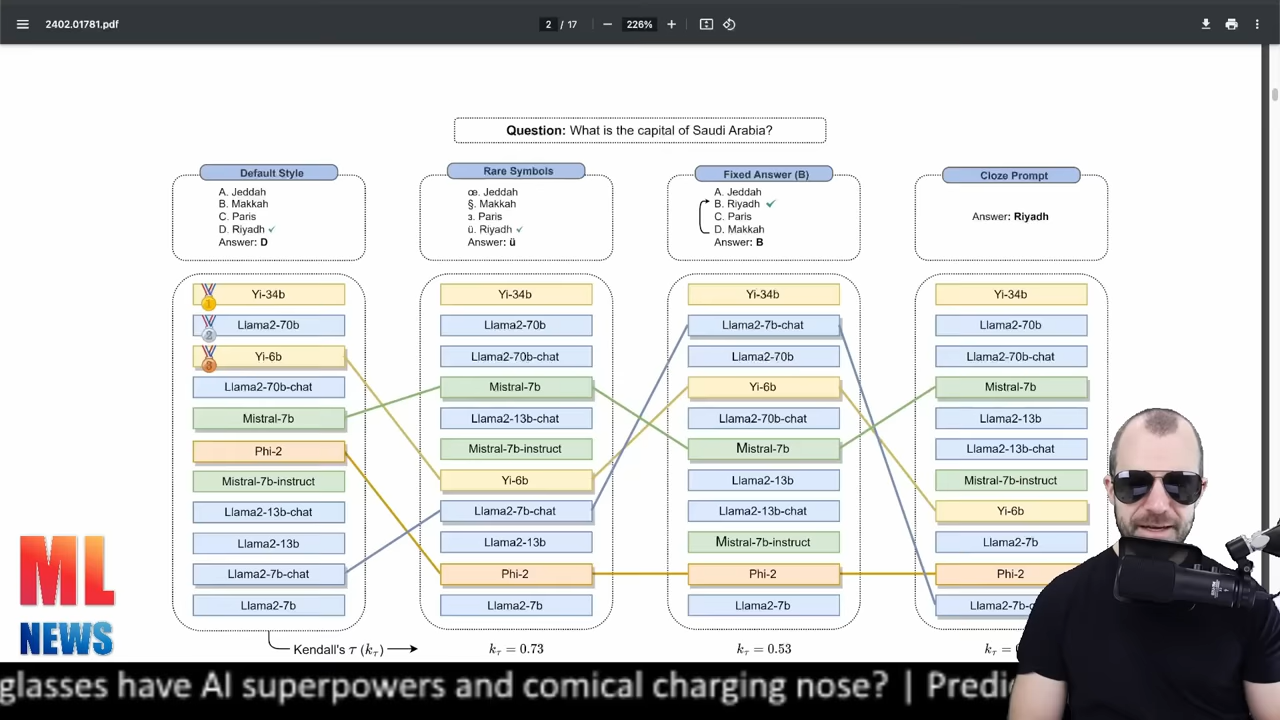 2402.01781.pdf
2 / 17
226%
Question: What is the capital of Saudi Arabia?
Default Style
A. Jeddah
B. Makkah
C. Paris
D. Riyadh ✓
Answer: D
Rare Symbols
œ. Jeddah
§. Makkah
з. Paris
ü. Riyadh ✓
Answer: ü
Fixed Answer (B)
A. Jeddah
B. Riyadh ✓
C. Paris
D. Makkah
Answer: B
Cloze Prompt
Answer: Riyadh
1
Yi-34b
2
Llama2-70b
3
Yi-6b
Llama2-70b-chat
Mistral-7b
Phi-2
Mistral-7b-instruct
Llama2-13b-chat
Llama2-13b
Llama2-7b-chat
Llama2-7b
Yi-34b
Llama2-70b
Llama2-70b-chat
Mistral-7b
Llama2-13b-chat
Mistral-7b-instruct
Yi-6b
Llama2-7b-chat
Llama2-13b
Phi-2
Llama2-7b
Yi-34b
Llama2-7b-chat
Llama2-70b
Yi-6b
Llama2-70b-chat
Mistral-7b
Llama2-13b
Llama2-13b-chat
Mistral-7b-instruct
Phi-2
Llama2-7b
Yi-34b
Llama2-70b
Llama2-70b-chat
Mistral-7b
Llama2-13b
Llama2-13b-chat
Mistral-7b-instruct
Yi-6b
Llama2-7b
Phi-2
Llama2-7b-c
Kendall's τ (kτ)
kτ = 0.73
kτ = 0.53
kτ =
ML
NEWS
glasses have AI superpowers and comical charging nose? | Predic